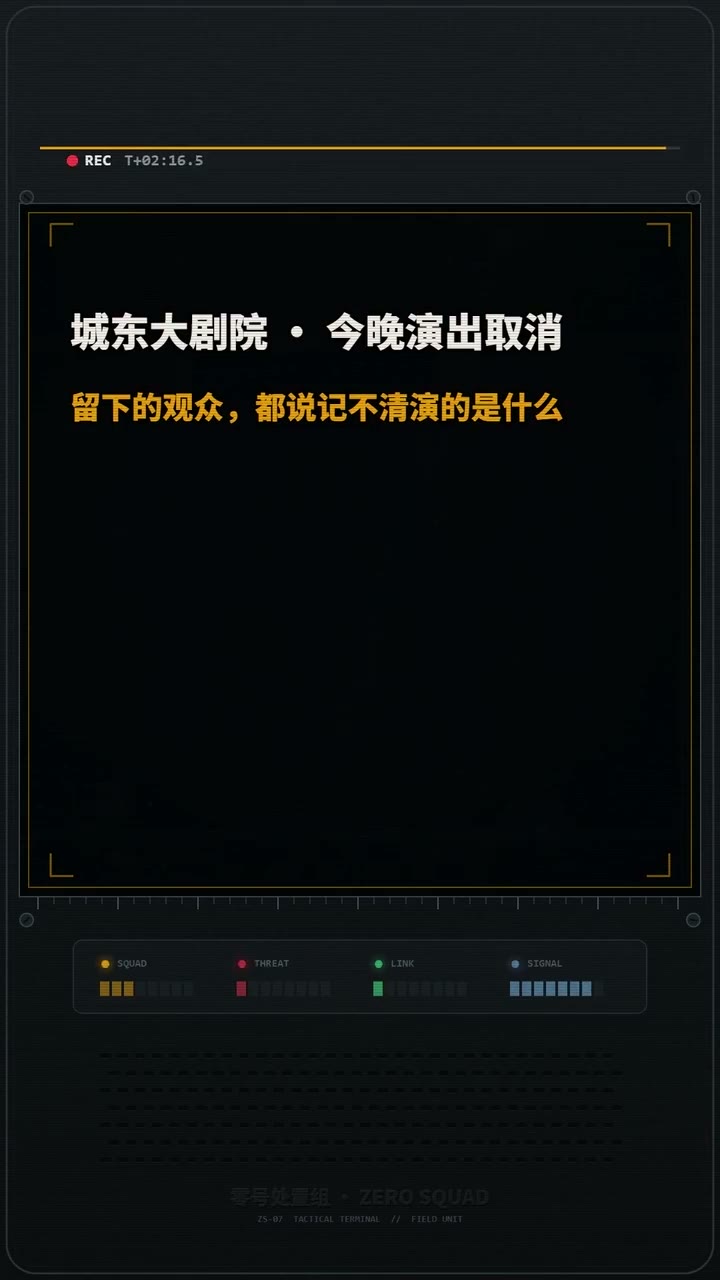 REC T+02:16.5
城东大剧院 · 今晚演出取消
留下的观众，都说记不清演的是什么
SQUAD THREAT LINK SIGNAL
零号处置组 · ZERO SQUAD
ZS-07 TACTICAL TERMINAL // FIELD UNIT